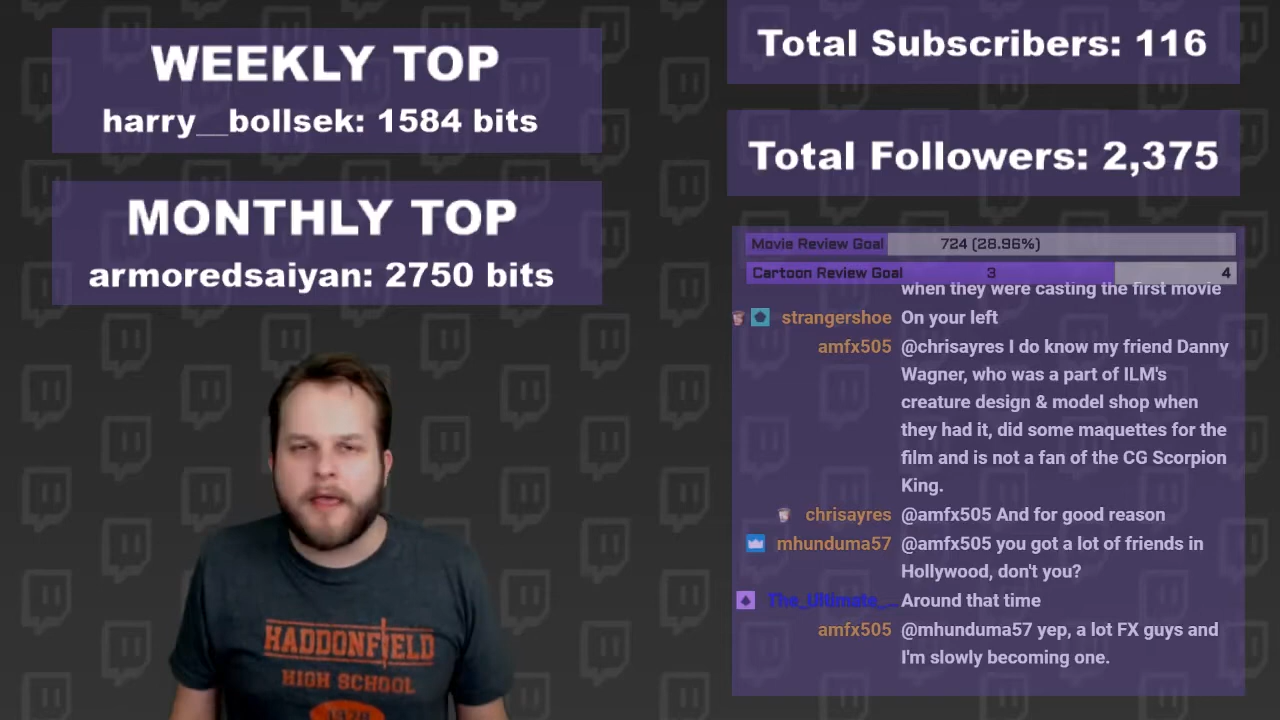 WEEKLY TOP
harry__bollsek: 1584 bits
MONTHLY TOP
armoredsaiyan: 2750 bits
Total Subscribers: 116
Total Followers: 2,375
Movie Review Goal 724 (28.96%)
Cartoon Review Goal 3 4
when they were casting the first movie
strangershoe On your left
amfx505 @chrisayres I do know my friend Danny
Wagner, who was a part of ILM's
creature design & model shop when
they had it, did some maquettes for the
film and is not a fan of the CG Scorpion
King.
chrisayres @amfx505 And for good reason
mhunduma57 @amfx505 you got a lot of friends in
Hollywood, don't you?
The_Ultimate_... Around that time
amfx505 @mhunduma57 yep, a lot FX guys and
I'm slowly becoming one.
HADDONFIELD
HIGH SCHOOL
1978